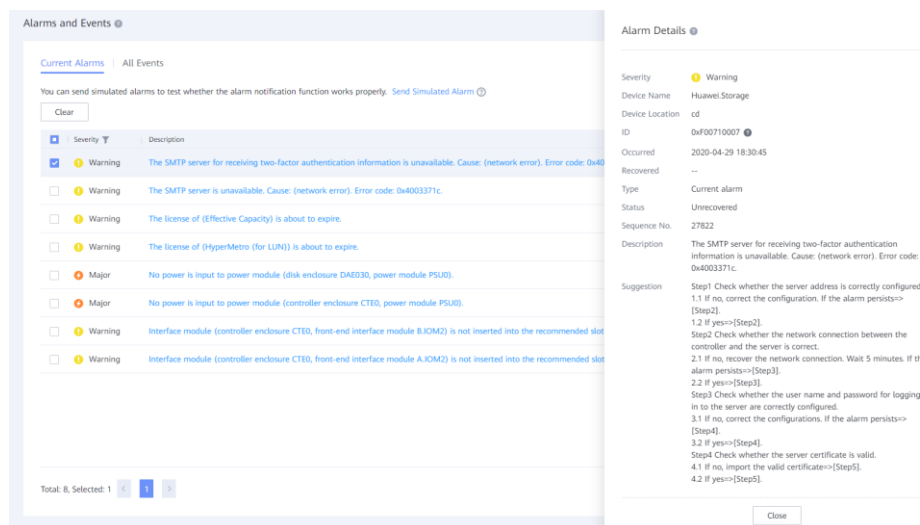 Alarms and Events
Current Alarms | All Events
You can send simulated alarms to test whether the alarm notification function works properly. Send Simulated Alarm
Clear
Severity Description
Warning The SMTP server for receiving two-factor authentication information is unavailable. Cause: (network error). Error code: 0x40
Warning The SMTP server is unavailable. Cause: (network error). Error code: 0x4003371c.
Warning The license of (Effective Capacity) is about to expire.
Warning The license of (HyperMetro (for LUN)) is about to expire.
Major No power is input to power module (disk enclosure DAE030, power module PSU0).
Major No power is input to power module (controller enclosure CTE0, power module PSU0).
Warning Interface module (controller enclosure CTE0, front-end interface module B.IOM2) is not inserted into the recommended slot
Warning Interface module (controller enclosure CTE0, front-end interface module A.IOM2) is not inserted into the recommended slot
Total: 8, Selected: 1 < 1 >
Alarm Details
Severity Warning
Device Name Huawei.Storage
Device Location cd
ID 0xF00710007
Occurred 2020-04-29 18:30:45
Recovered --
Type Current alarm
Status Unrecovered
Sequence No. 27822
Description The SMTP server for receiving two-factor authentication
information is unavailable. Cause: (network error). Error code:
0x4003371c.
Suggestion Step1 Check whether the server address is correctly configured
1.1 If no, correct the configuration. If the alarm persists=>
[Step2].
1.2 If yes=>[Step2].
Step2 Check whether the network connection between the
controller and the server is correct.
2.1 If no, recover the network connection. Wait 5 minutes. If th
alarm persists=>[Step3].
2.2 If yes=>[Step3].
Step3 Check whether the user name and password for logging
in to the server are correctly configured.
3.1 If no, correct the configurations. If the alarm persists=>
[Step4].
3.2 If yes=>[Step4].
Step4 Check whether the server certificate is valid.
4.1 If no, import the valid certificate=>[Step5].
4.2 If yes=>[Step5].
Close